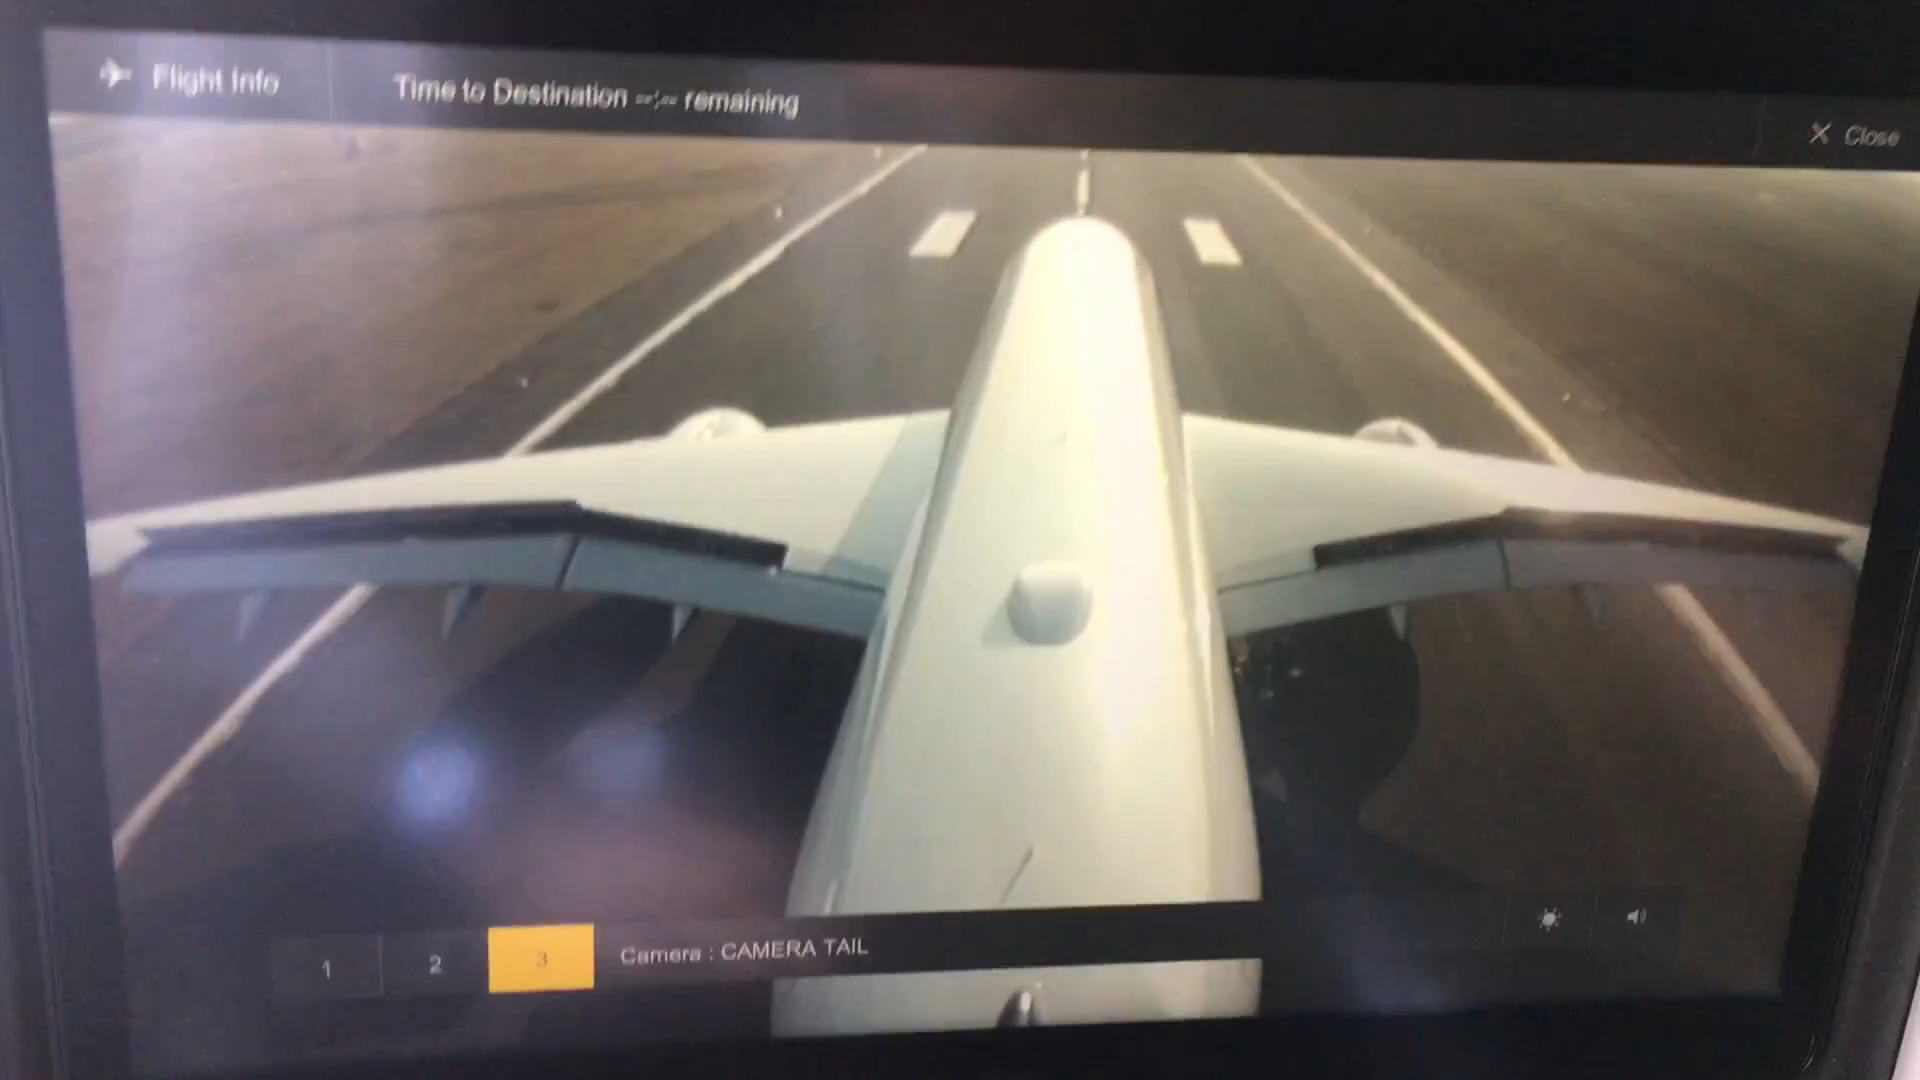 Flight Info
Time to Destination --:-- remaining
Close
1
2
3
Camera : CAMERA TAIL